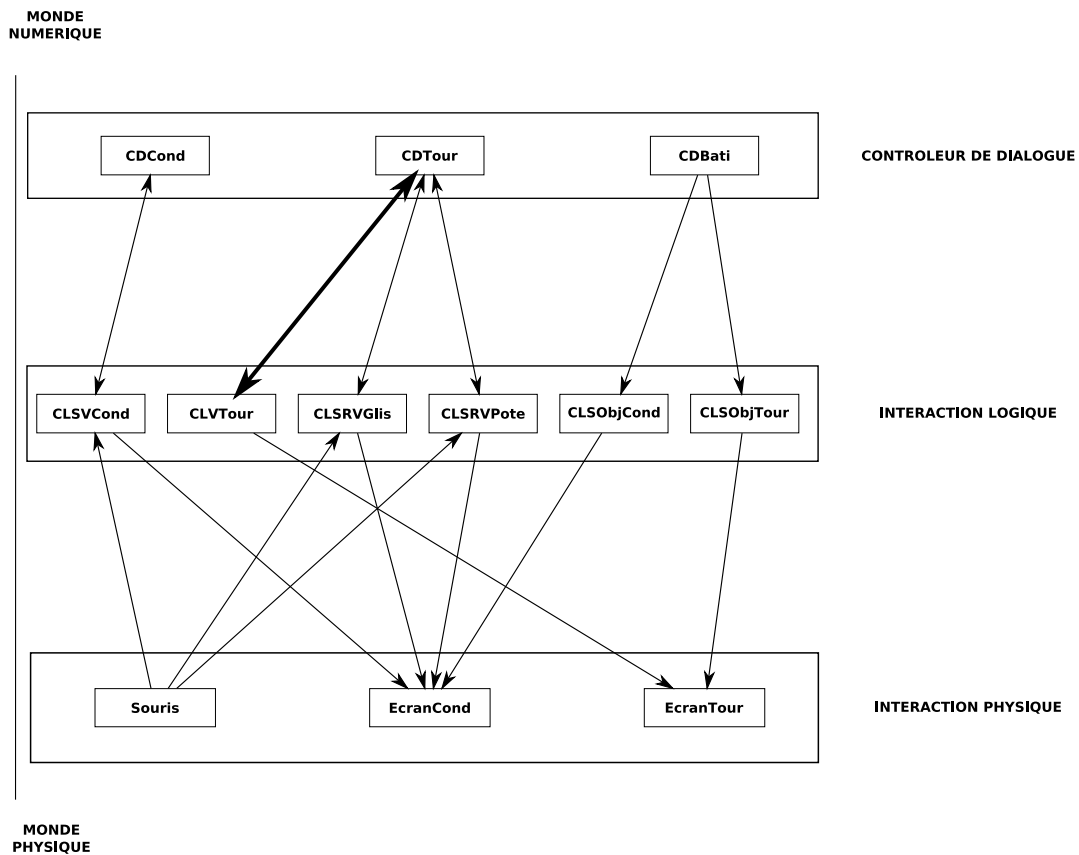 MONDE
NUMERIQUE
CDCond
CDTour
CDBati
CONTROLEUR DE DIALOGUE
CLSVCond
CLVTour
CLSRVGlis
CLSRVPote
CLSObjCond
CLSObjTour
INTERACTION LOGIQUE
Souris
EcranCond
EcranTour
INTERACTION PHYSIQUE
MONDE
PHYSIQUE